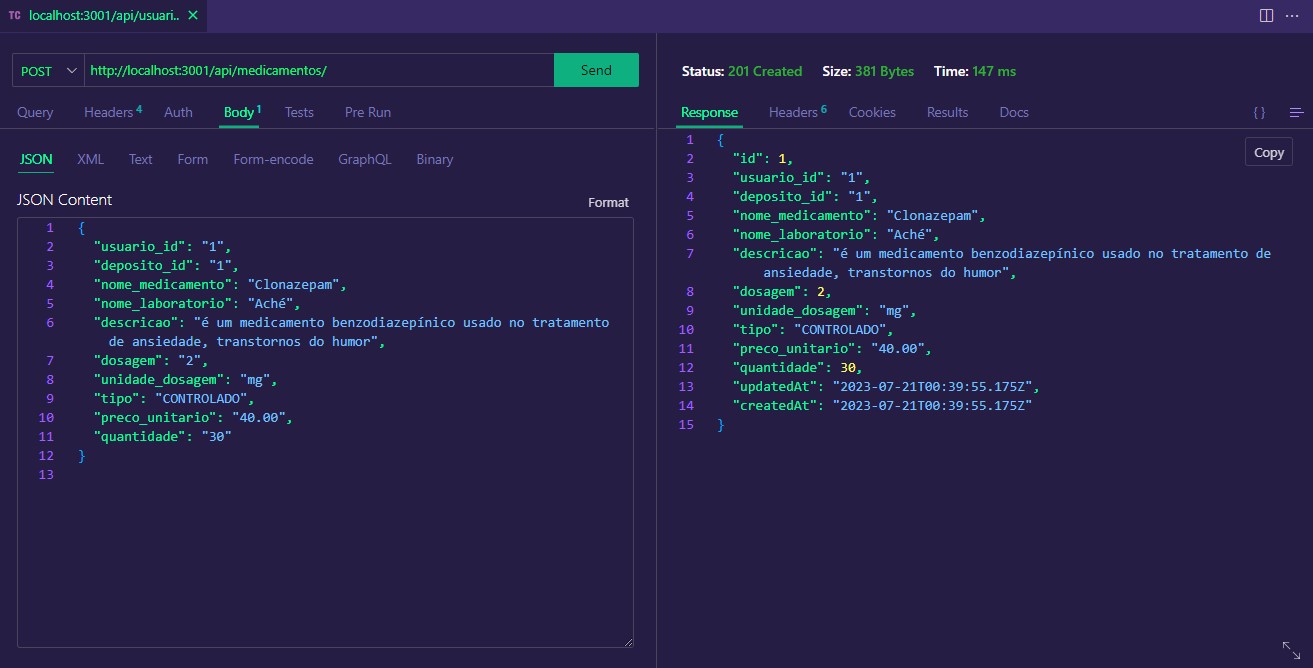 TC localhost:3001/api/usuari.. ×
POST http://localhost:3001/api/medicamentos/ Send
Query Headers 4 Auth Body 1 Tests Pre Run
JSON XML Text Form Form-encode GraphQL Binary
JSON Content Format
1 {
2 "usuario_id": "1",
3 "deposito_id": "1",
4 "nome_medicamento": "Clonazepam",
5 "nome_laboratorio": "Aché",
6 "descricao": "é um medicamento benzodiazepínico usado no tratamento
de ansiedade, transtornos do humor",
7 "dosagem": "2",
8 "unidade_dosagem": "mg",
9 "tipo": "CONTROLADO",
10 "preco_unitario": "40.00",
11 "quantidade": "30"
12 }
13
Status: 201 Created Size: 381 Bytes Time: 147 ms
Response Headers 6 Cookies Results Docs { }
Copy
1 {
2 "id": 1,
3 "usuario_id": "1",
4 "deposito_id": "1",
5 "nome_medicamento": "Clonazepam",
6 "nome_laboratorio": "Aché",
7 "descricao": "é um medicamento benzodiazepínico usado no tratamento de
ansiedade, transtornos do humor",
8 "dosagem": 2,
9 "unidade_dosagem": "mg",
10 "tipo": "CONTROLADO",
11 "preco_unitario": "40.00",
12 "quantidade": 30,
13 "updatedAt": "2023-07-21T00:39:55.175Z",
14 "createdAt": "2023-07-21T00:39:55.175Z"
15 }